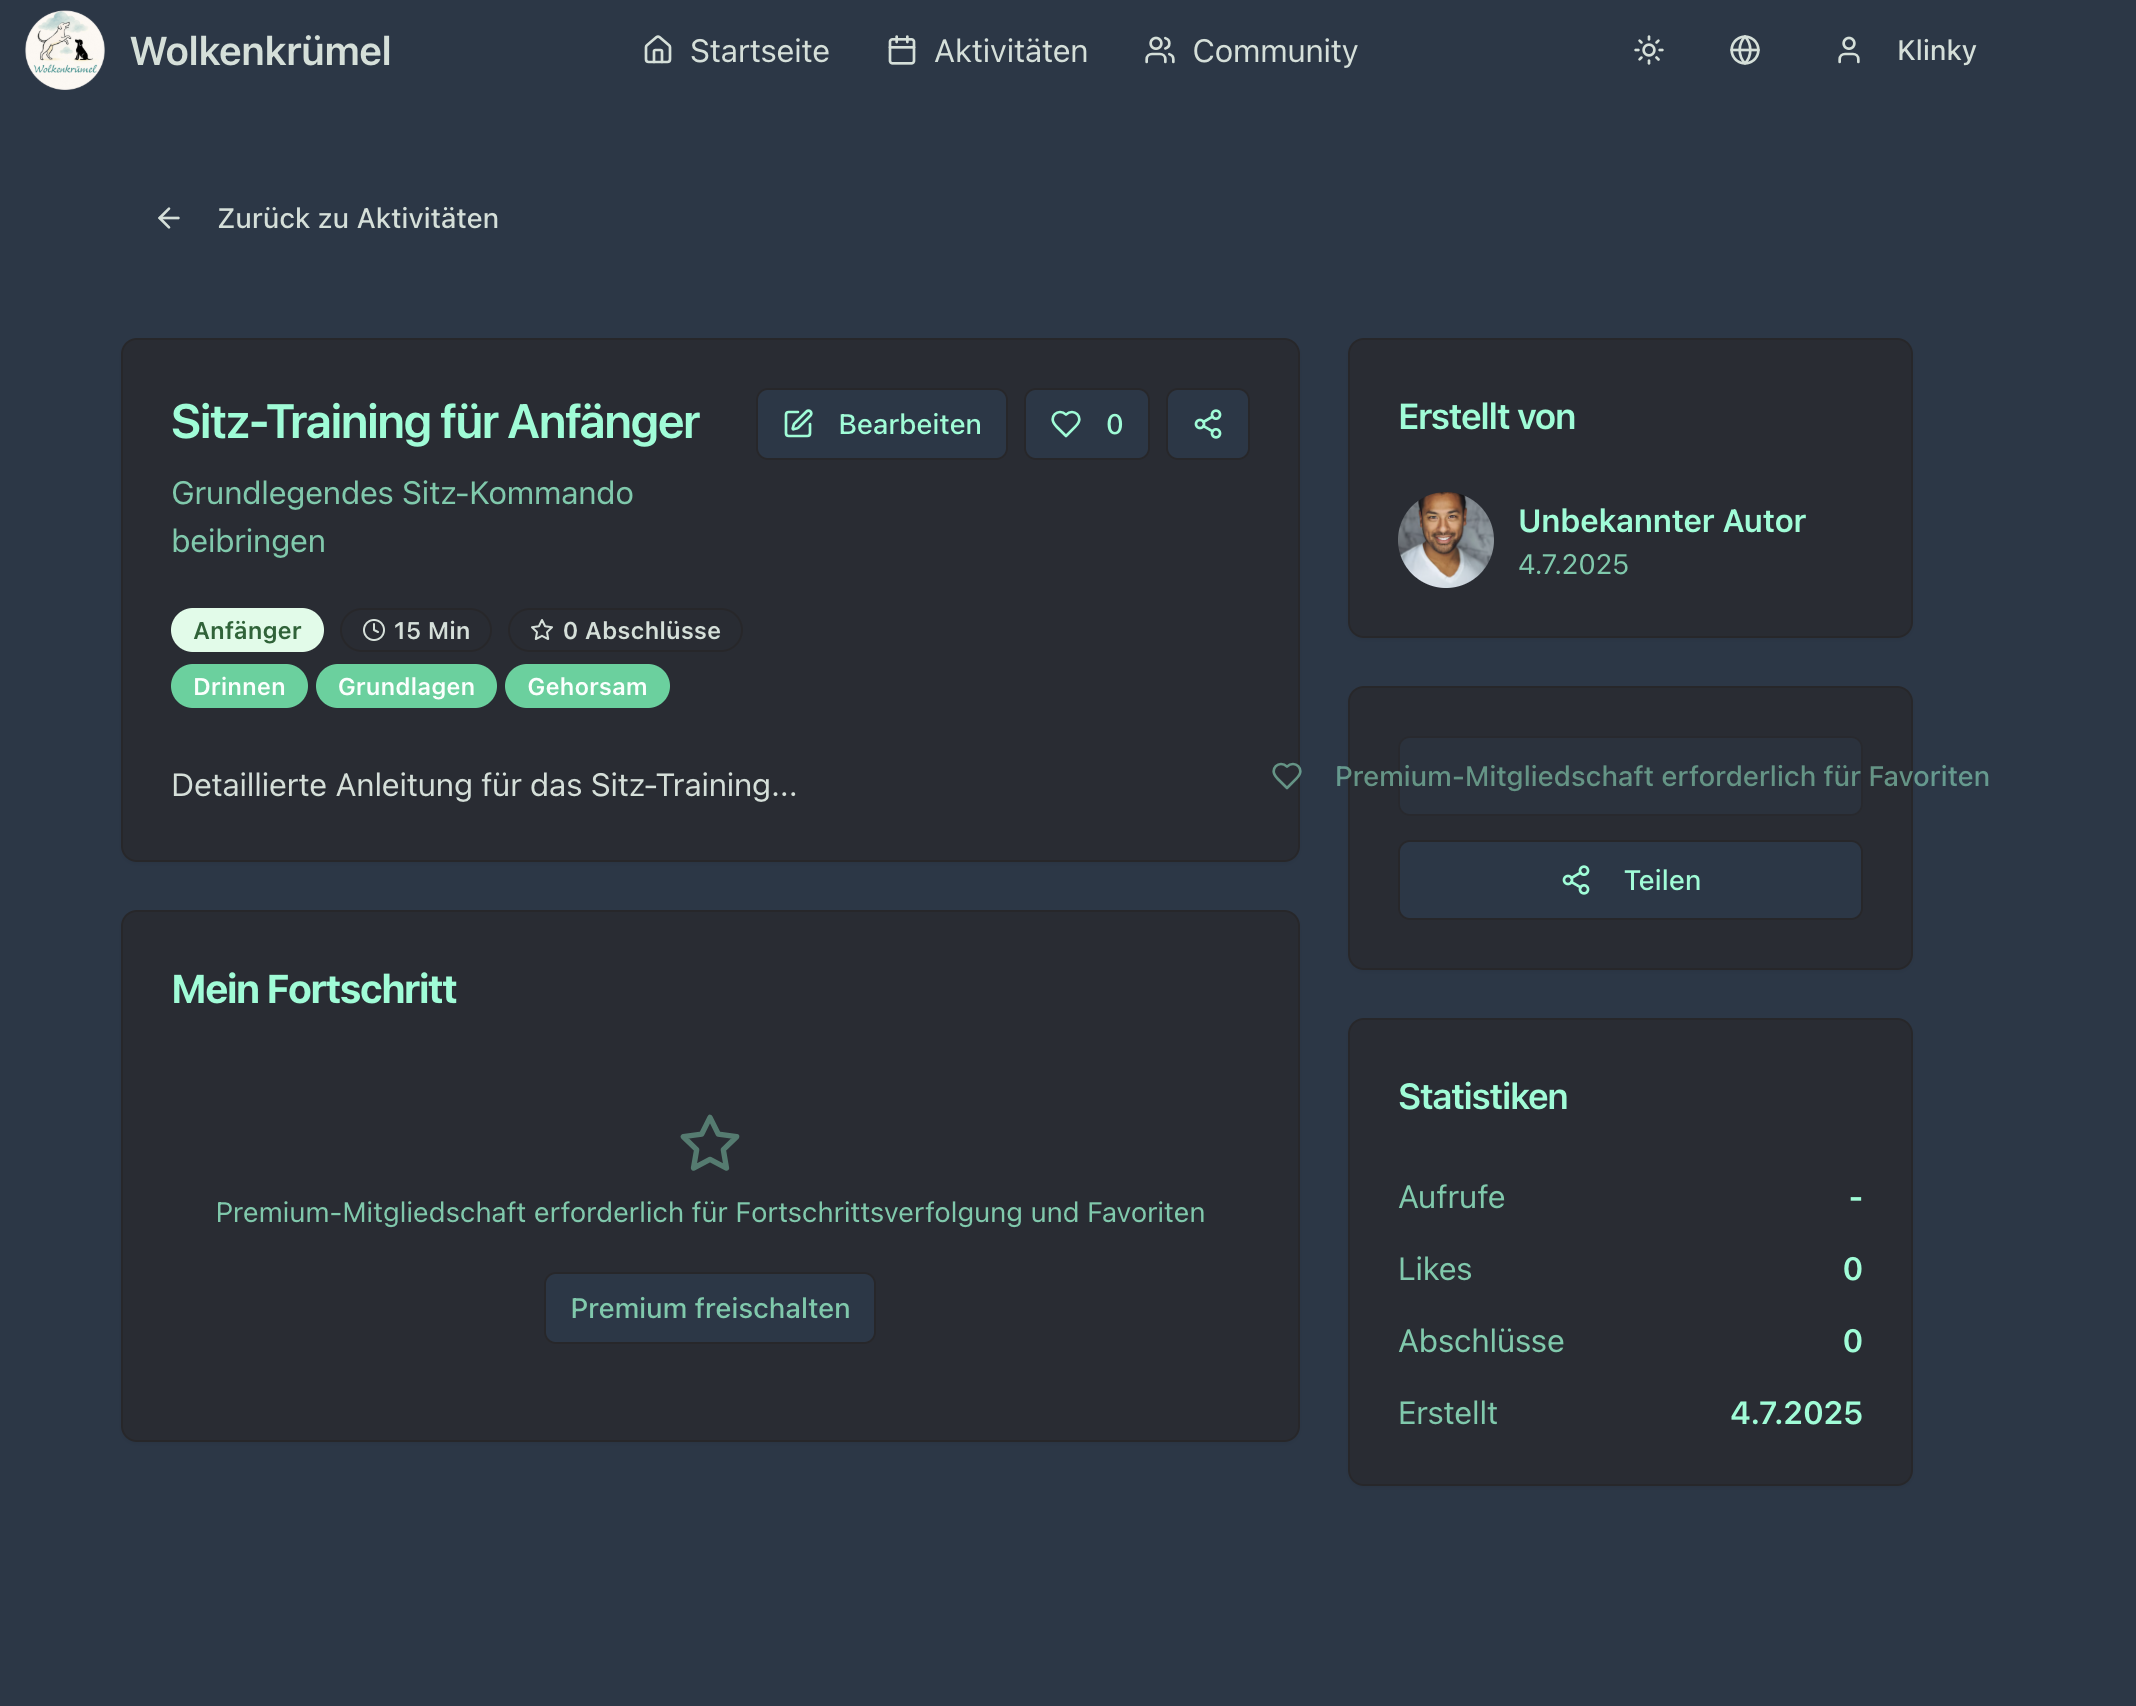 Wolkenkrümel
Wolkenkrümel
Startseite
Aktivitäten
Community
Klinky
Zurück zu Aktivitäten
Sitz-Training für Anfänger
Bearbeiten
0
Grundlegendes Sitz-Kommando
beibringen
Anfänger
15 Min
0 Abschlüsse
Drinnen
Grundlagen
Gehorsam
Detaillierte Anleitung für das Sitz-Training...
Mein Fortschritt
Premium-Mitgliedschaft erforderlich für Fortschrittsverfolgung und Favoriten
Premium freischalten
Erstellt von
Unbekannter Autor
4.7.2025
Premium-Mitgliedschaft erforderlich für Favoriten
Teilen
Statistiken
Aufrufe -
Likes 0
Abschlüsse 0
Erstellt 4.7.2025